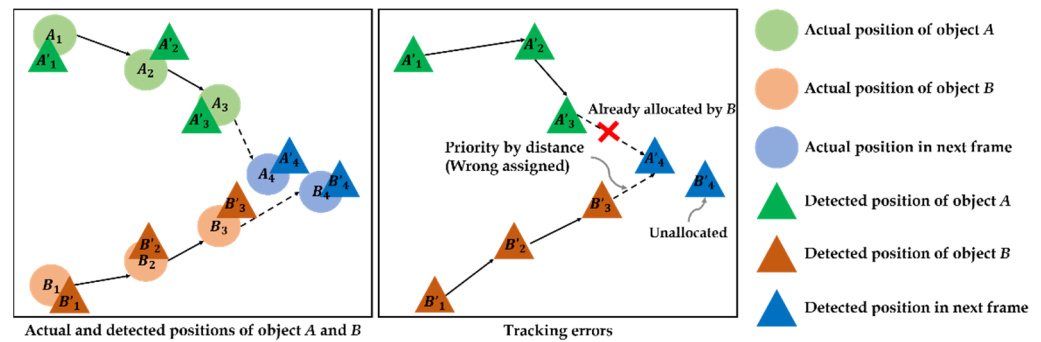 A₁
A'₁
A₂
A'₂
A₃
A'₃
A₄
A'₄
B₄
B'₄
B'₃
B₃
B'₂
B₂
B₁
B'₁
Actual and detected positions of object A and B
A'₁
A'₂
A'₃
Already allocated by B
Priority by distance
(Wrong assigned)
A'₄
B'₄
B'₃
Unallocated
B'₂
B'₁
Tracking errors
Actual position of object A
Actual position of object B
Actual position in next frame
Detected position of object A
Detected position of object B
Detected position in next frame